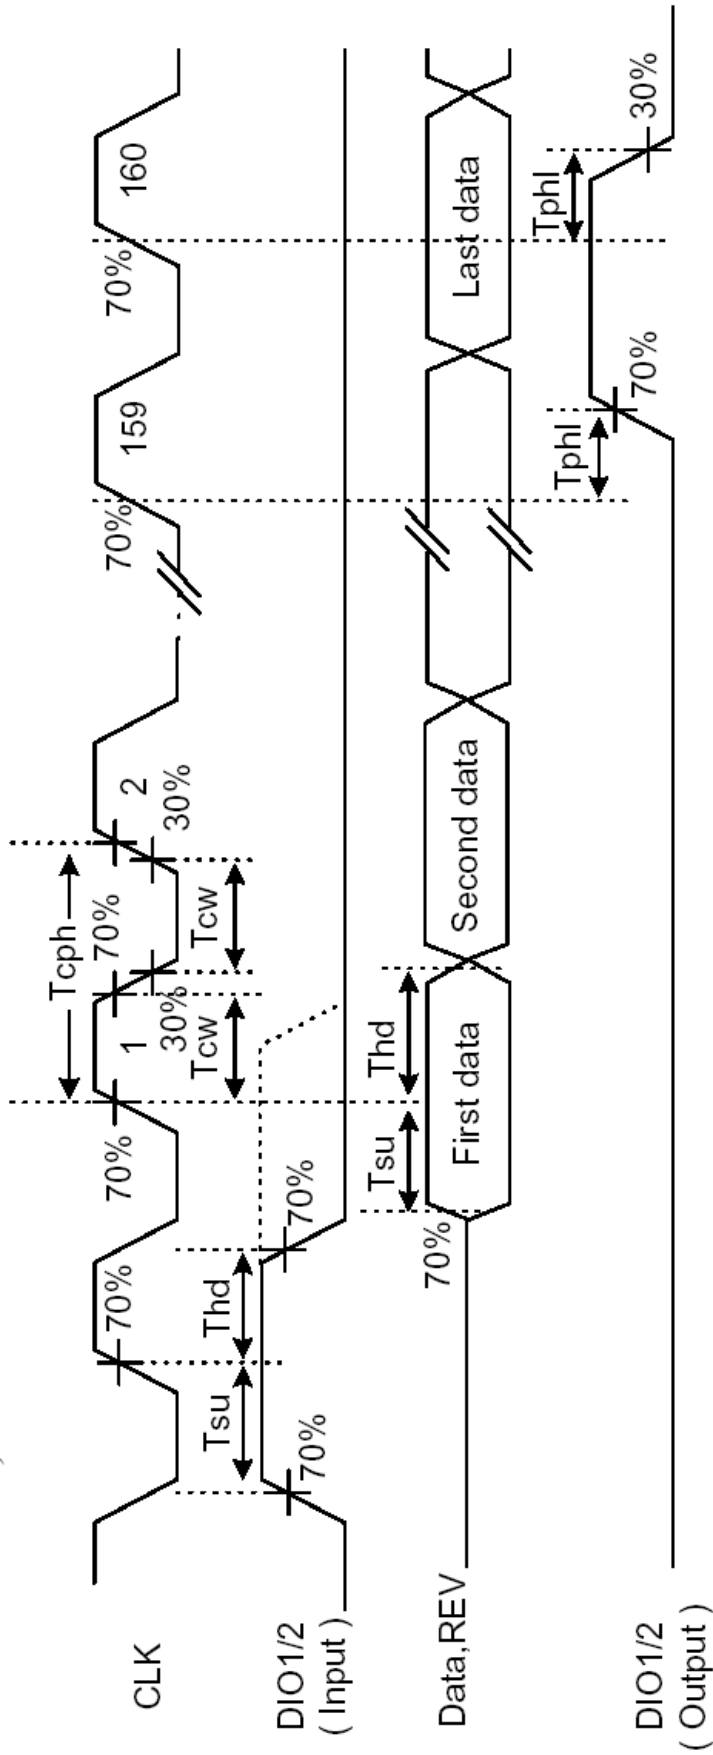 CLK
70%
1
70%
30%
Tcph
70%
2
30%
70%
159
70%
160
Tcw
Tcw
DIO1/2
( Input )
70%
Tsu
Thd
70%
Data,REV
70%
Tsu
Thd
First data
Second data
Last data
DIO1/2
( Output )
Tphl
70%
Tphl
30%